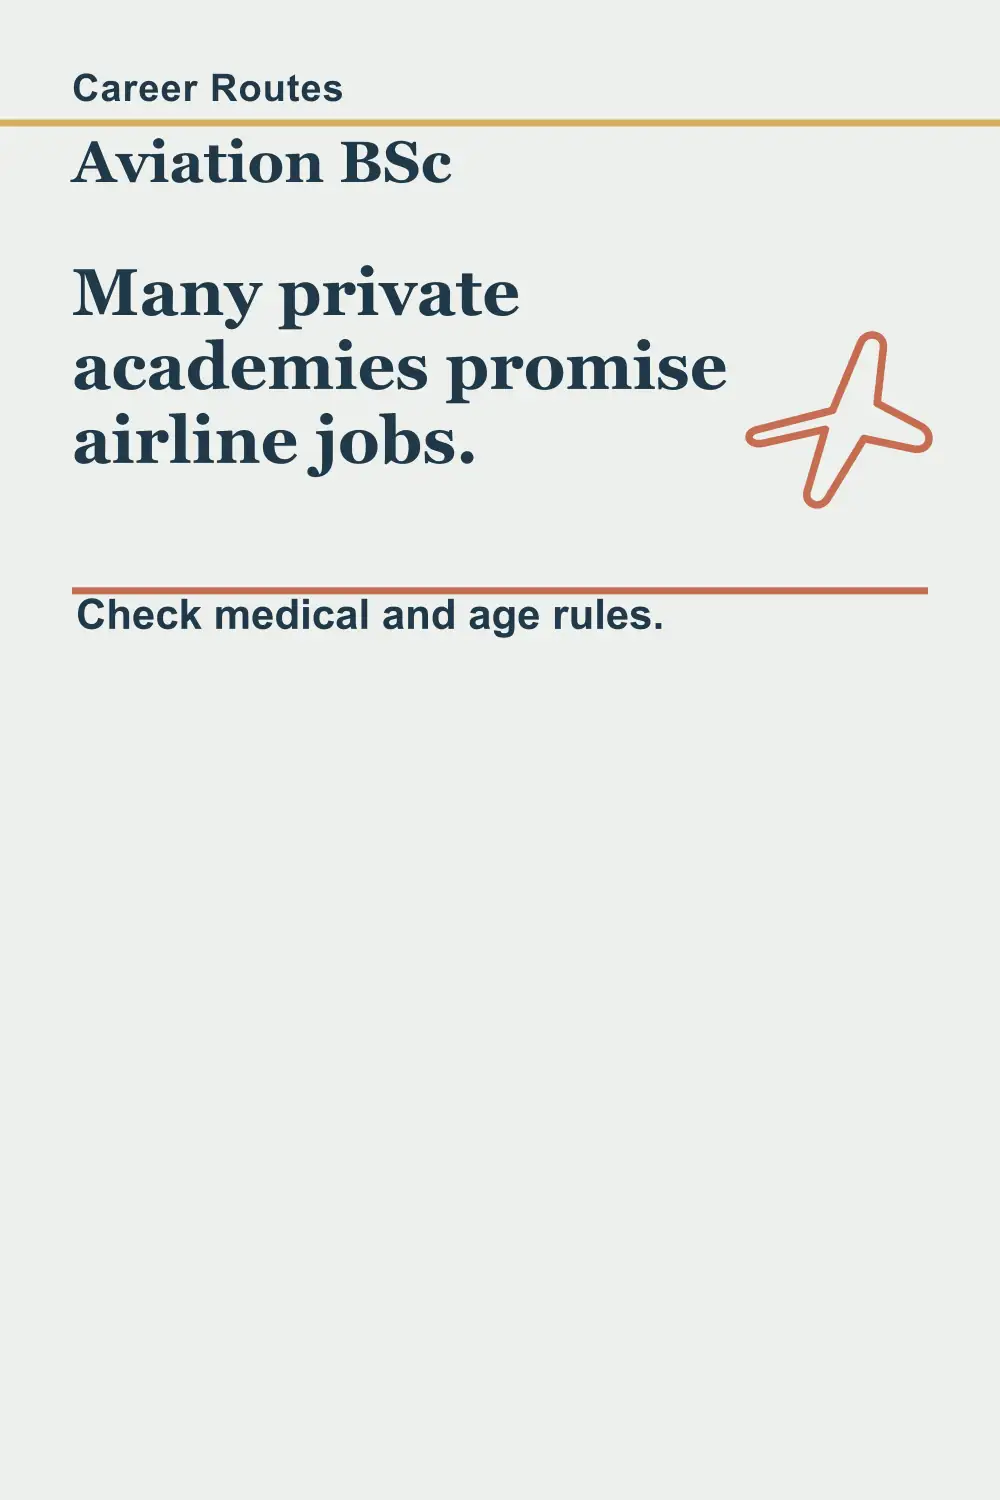 Career Routes
Aviation BSc
Many private
academies promise
airline jobs.
Check medical and age rules.